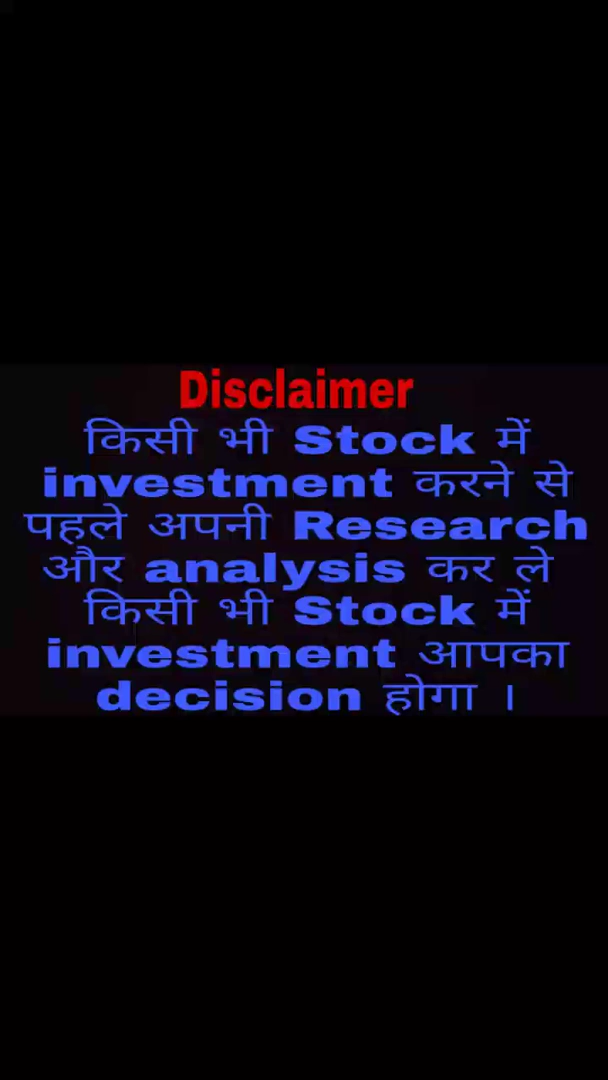 Disclaimer
किसी भी Stock में
investment करने से
पहले अपनी Research
और analysis कर ले
किसी भी Stock में
investment आपका
decision होगा ।